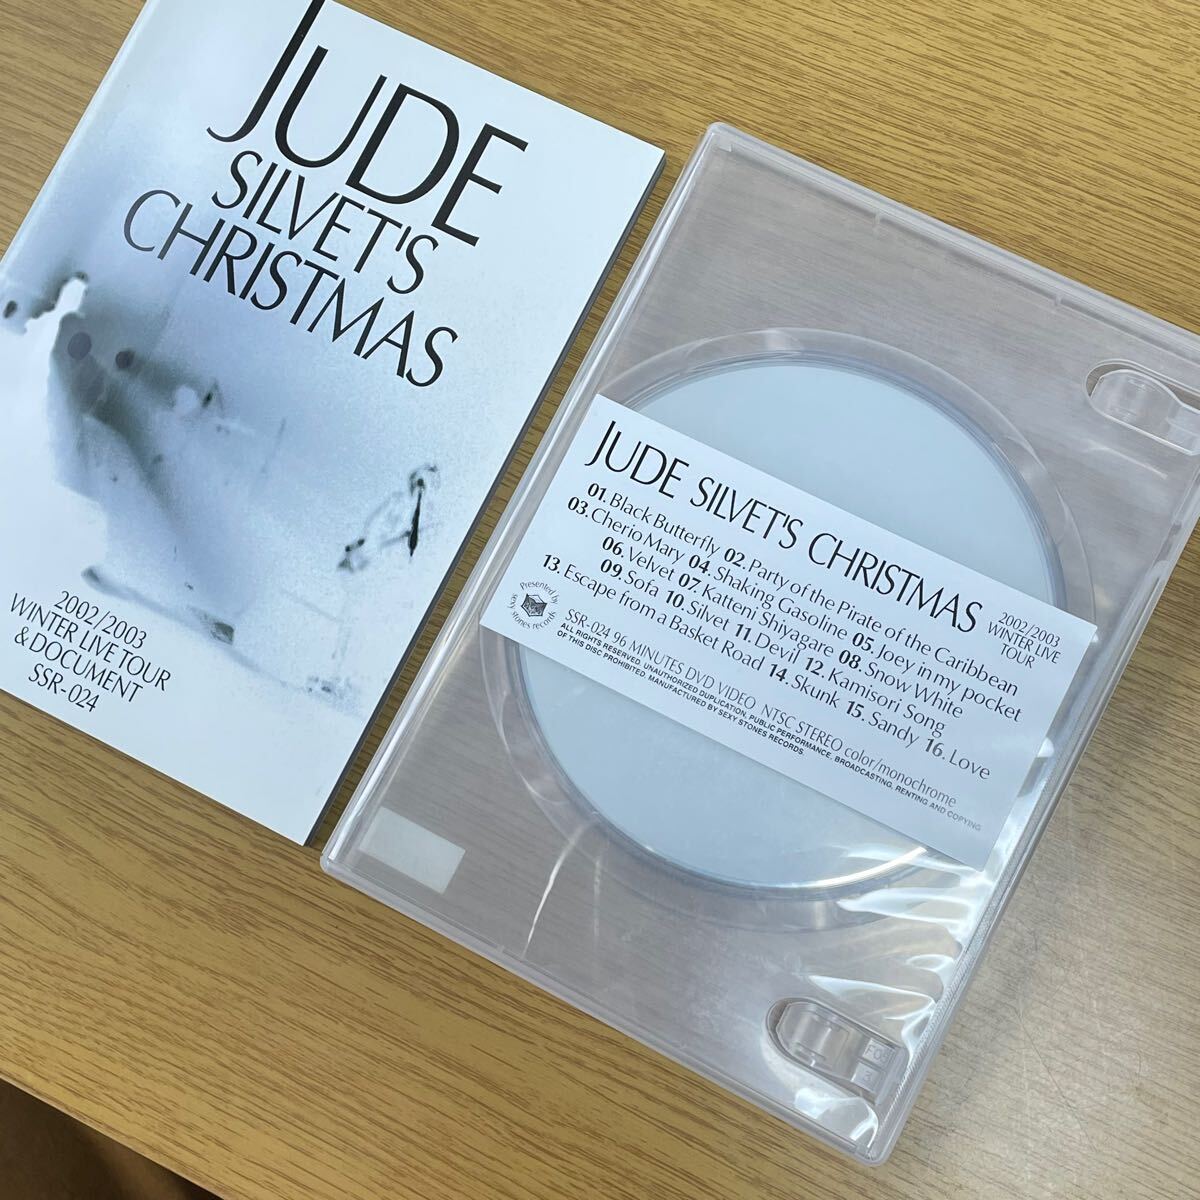 JUDE
SILVET'S
CHRISTMAS
2002/2003
WINTER LIVE TOUR
& DOCUMENT
SSR-024
JUDE SILVET'S CHRISTMAS 2002/2003 WINTER LIVE TOUR
01. Black Butterfly 02. Party of the Pirate of the Caribbean
03. Cherio Mary 04. Shaking Gasoline 05. Joey in my pocket
06. Velvet 07. Katteni Shiyagare 08. Snow White
09. Sofa 10. Silvet 11. Devil 12. Kamisori Song
13. Escape from a Basket Road 14. Skunk 15. Sandy 16. Love
Presented by
sexy stones records
SSR-024 96 MINUTES DVD VIDEO NTSC STEREO color/monochrome
ALL RIGHTS RESERVED. UNAUTHORIZED DUPLICATION, PUBLIC PERFORMANCE, BROADCASTING, RENTING AND COPYING
OF THIS DISC PROHIBITED. MANUFACTURED BY SEXY STONES RECORDS.